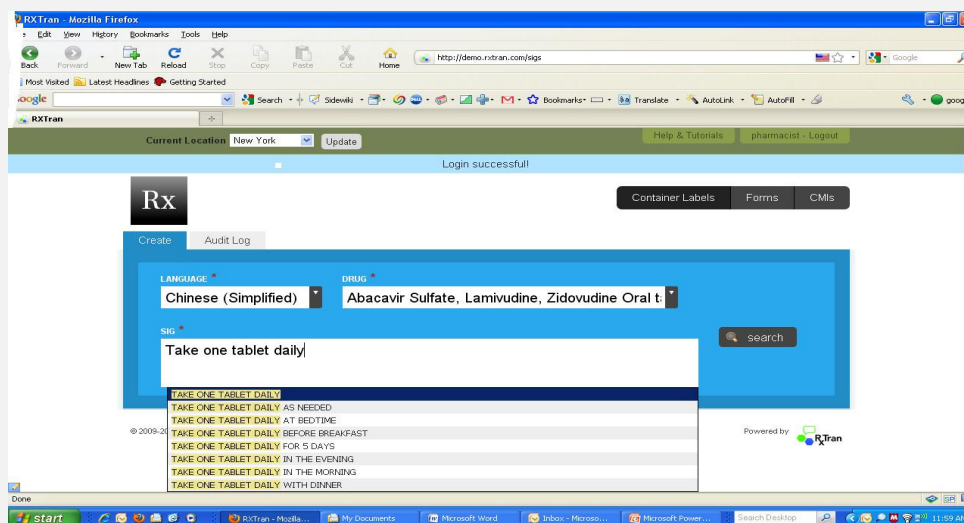 RXTran - Mozilla Firefox
Edit View History Bookmarks Tools Help
Back Forward New Tab Reload Stop Copy Paste Cut Home http://demo.rxtran.com/sigs Google
Most Visited Latest Headlines Getting Started
Google Search Sidewiki Bookmarks Translate AutoLink AutoFill
RXTran
Current Location New York Update Help & Tutorials pharmacist - Logout
Login successful!
Rx Container Labels Forms CMIs
Create Audit Log
LANGUAGE * DRUG *
Chinese (Simplified) Abacavir Sulfate, Lamivudine, Zidovudine Oral t
SIG *
Take one tablet daily search
TAKE ONE TABLET DAILY
TAKE ONE TABLET DAILY AS NEEDED
TAKE ONE TABLET DAILY AT BEDTIME
TAKE ONE TABLET DAILY BEFORE BREAKFAST
TAKE ONE TABLET DAILY FOR 5 DAYS
TAKE ONE TABLET DAILY IN THE EVENING
TAKE ONE TABLET DAILY IN THE MORNING
TAKE ONE TABLET DAILY WITH DINNER
© 2009-20 Powered by RxTran
Done
start RXTran - Mozilla... My Documents Microsoft Word Inbox - Microso... Microsoft Power... Search Desktop 11:59 AM